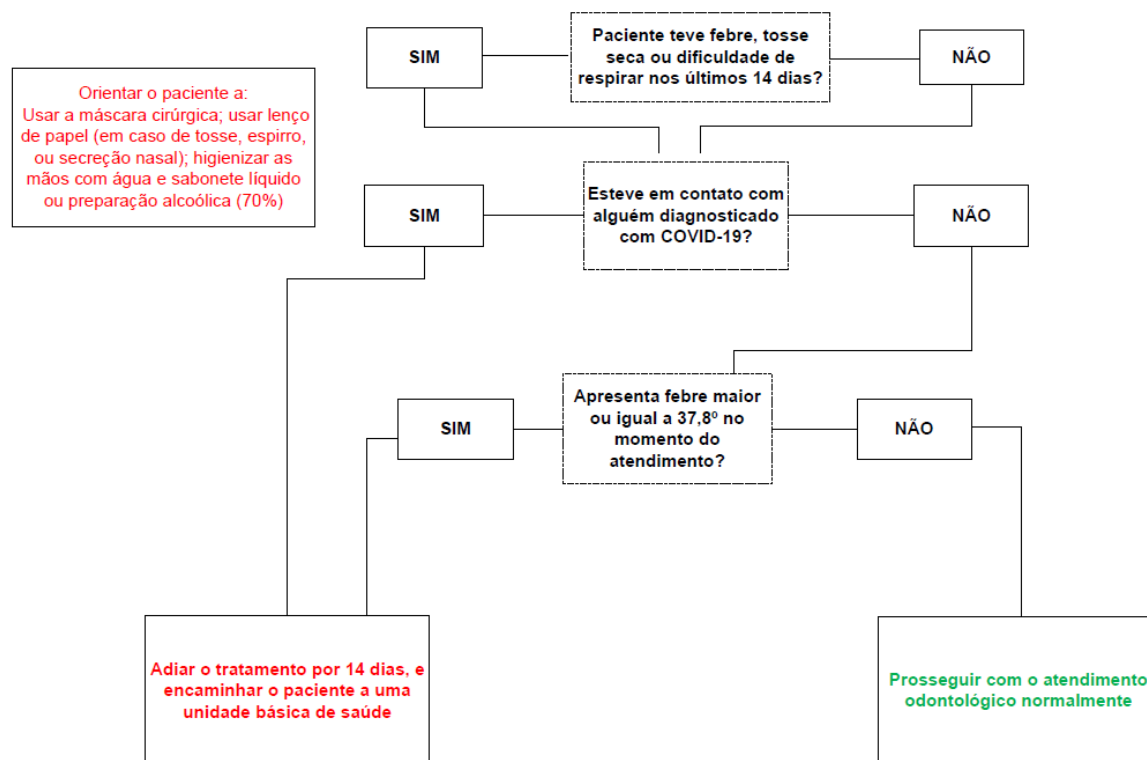 SIM
Paciente teve febre, tosse
seca ou dificuldade de
respirar nos últimos 14 dias?
NÃO
Orientar o paciente a:
Usar a máscara cirúrgica; usar lenço
de papel (em caso de tosse, espirro,
ou secreção nasal); higienizar as
mãos com água e sabonete líquido
ou preparação alcoólica (70%)
SIM
Esteve em contato com
alguém diagnosticado
com COVID-19?
NÃO
SIM
Apresenta febre maior
ou igual a 37,8º no
momento do
atendimento?
NÃO
Adiar o tratamento por 14 dias, e
encaminhar o paciente a uma
unidade básica de saúde
Prosseguir com o atendimento
odontológico normalmente